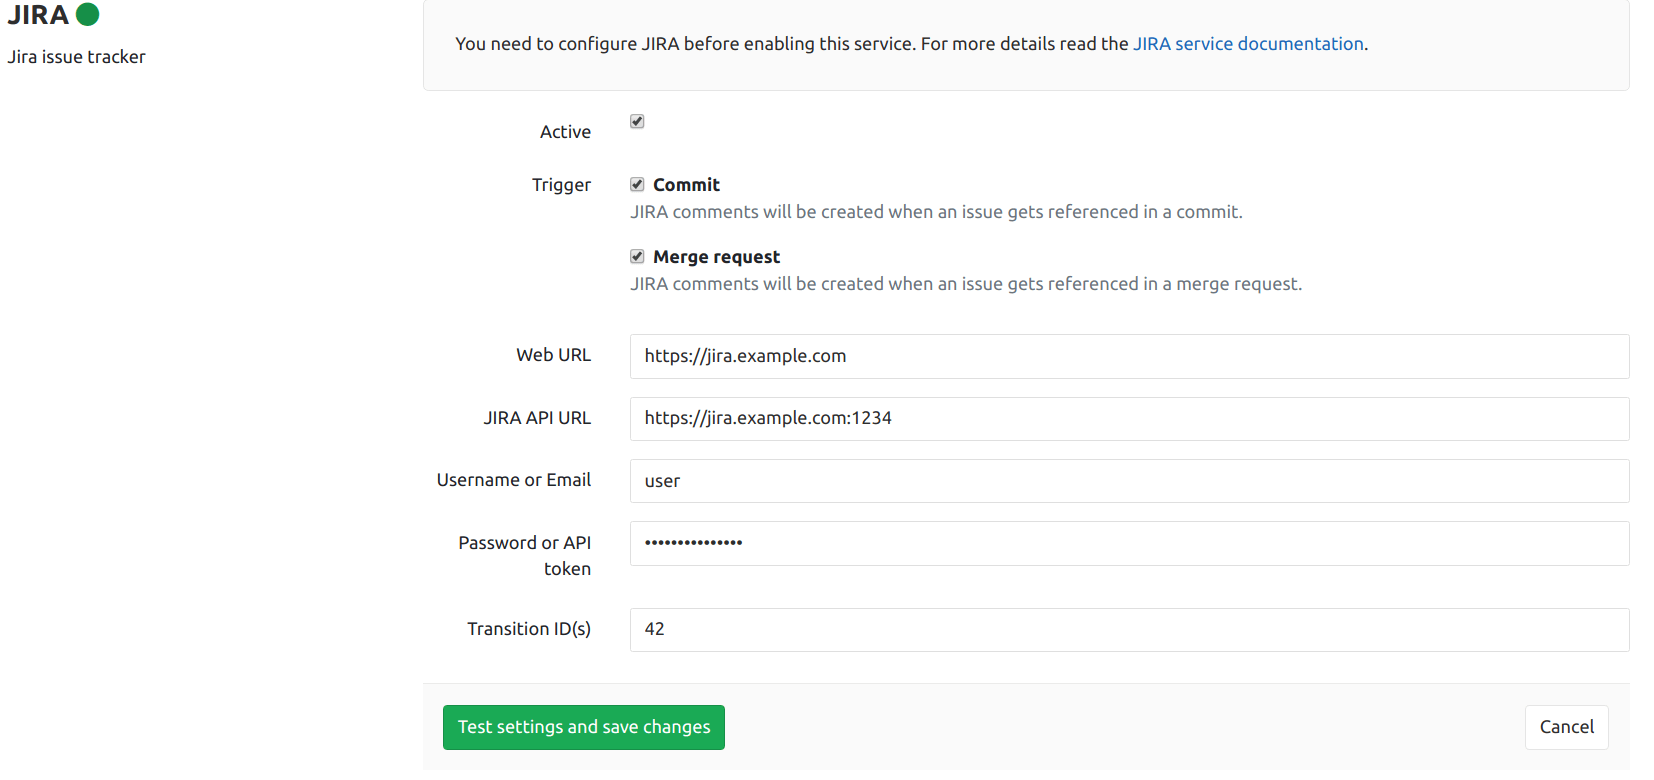 JIRA
Jira issue tracker
You need to configure JIRA before enabling this service. For more details read the JIRA service documentation.
Active
Trigger
Commit
JIRA comments will be created when an issue gets referenced in a commit.
Merge request
JIRA comments will be created when an issue gets referenced in a merge request.
Web URL
https://jira.example.com
JIRA API URL
https://jira.example.com:1234
Username or Email
user
Password or API
token
•••••••••••••••
Transition ID(s)
42
Test settings and save changes
Cancel